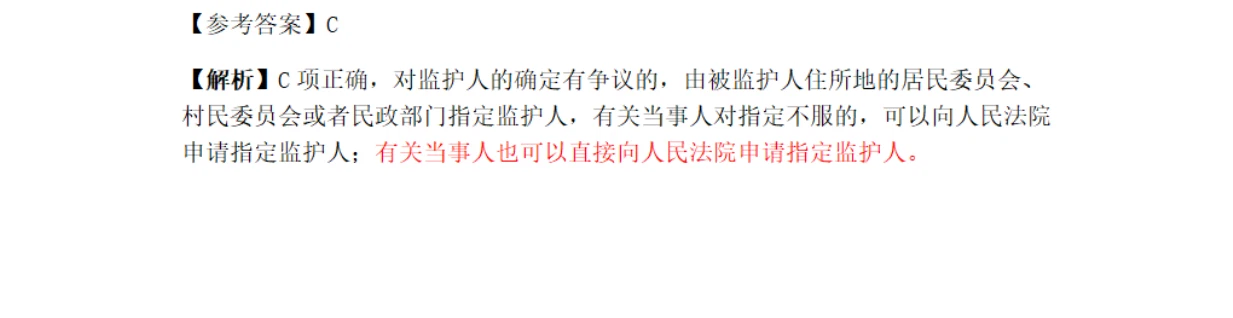 【参考答案】C
【解析】C 项正确，对监护人的确定有争议的，由被监护人住所地的居民委员会、
村民委员会或者民政部门指定监护人，有关当事人对指定不服的，可以向人民法院
申请指定监护人；有关当事人也可以直接向人民法院申请指定监护人。